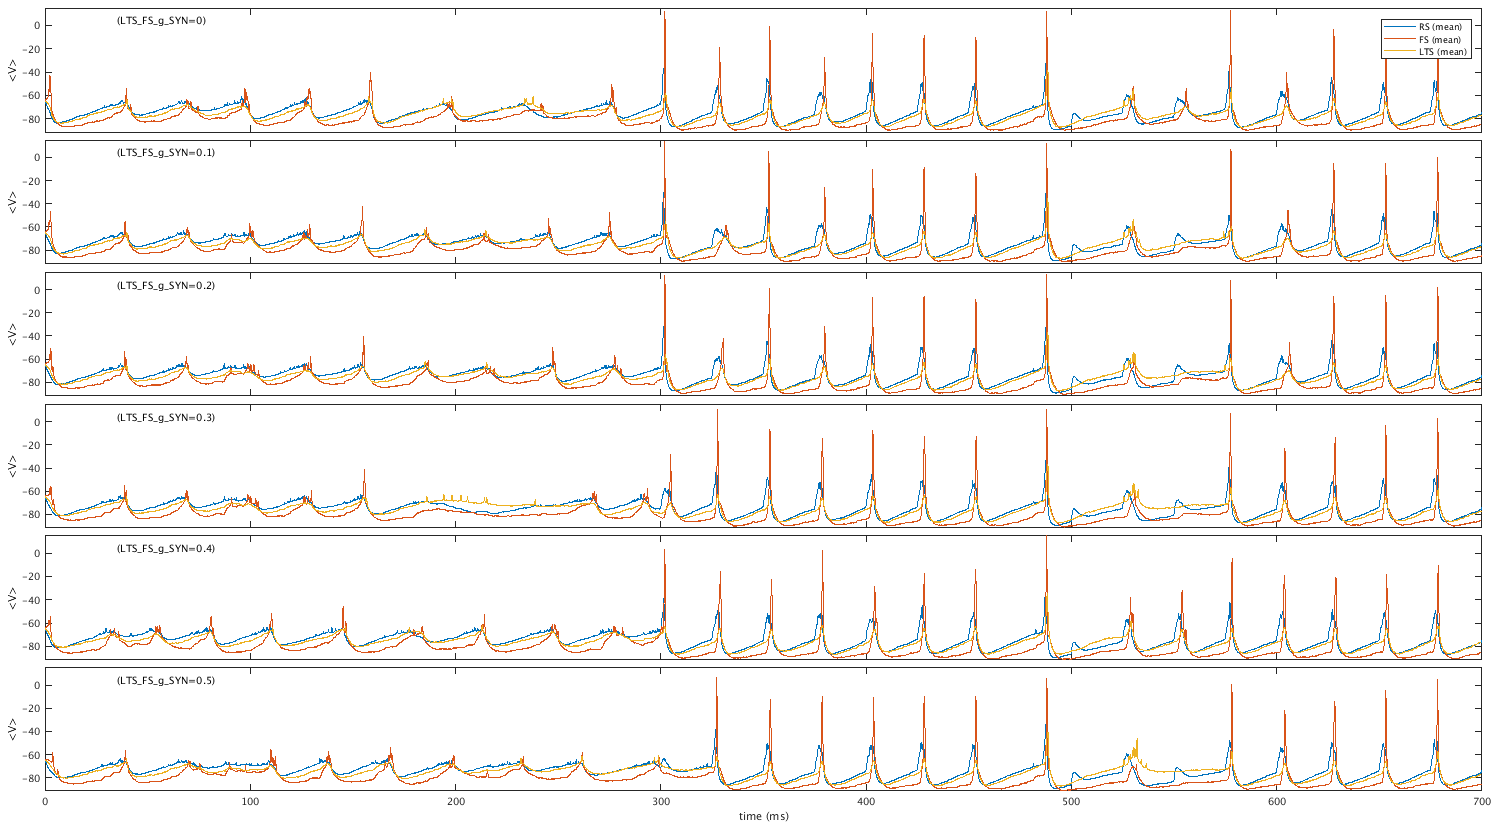 (LTS_FS_g_SYN=0)
RS (mean)
FS (mean)
LTS (mean)
0
−20
−40
−60
−80
<V>
(LTS_FS_g_SYN=0.1)
0
−20
−40
−60
−80
<V>
(LTS_FS_g_SYN=0.2)
0
−20
−40
−60
−80
<V>
(LTS_FS_g_SYN=0.3)
0
−20
−40
−60
−80
<V>
(LTS_FS_g_SYN=0.4)
0
−20
−40
−60
−80
<V>
(LTS_FS_g_SYN=0.5)
0
−20
−40
−60
−80
<V>
0 100 200 300 400 500 600 700
time (ms)